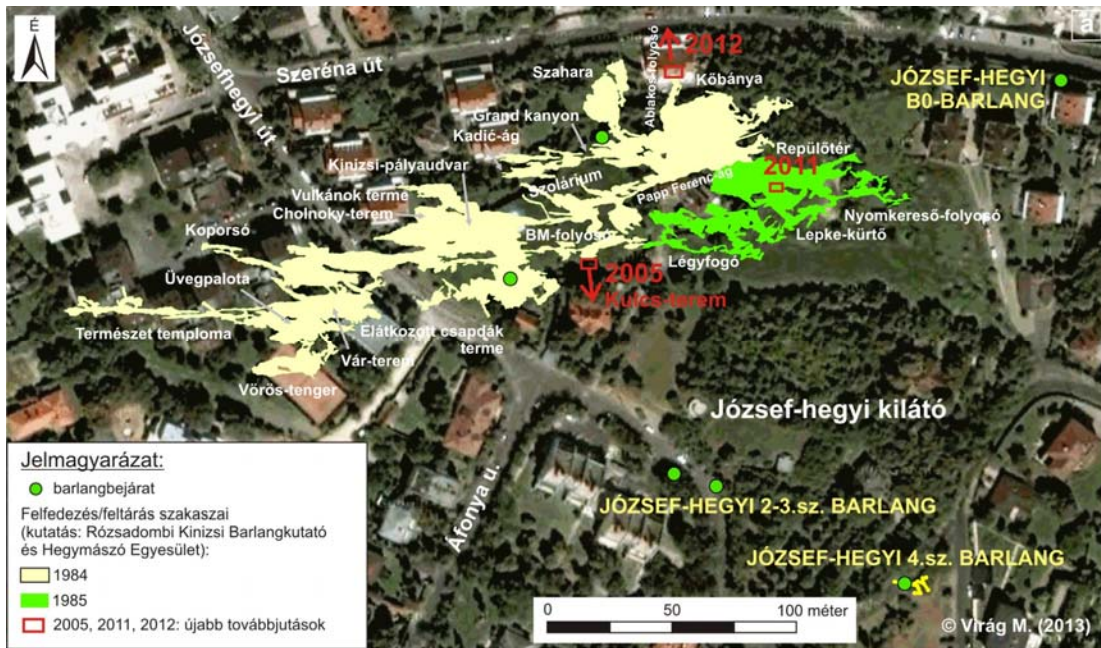 É
Józsefhegyi út
Szeréna út
Szahara
Ablakos-folyosó
2012
Kőbánya
JÓZSEF-HEGYI
B0-BARLANG
Grand kanyon
Kadić-ág
Kinizsi-pályaudvar
Repülőtér
2011
Szolárium
Papp Ferenc-ág
Vulkánok terme
Cholnoky-terem
Nyomkereső-folyosó
Koporsó
BM-folyosó
Lepke-kürtő
Légyfogó
Üvegpalota
2005
Kulcs-terem
Természet temploma
Elátkozott csapdák
terme
Vár-terem
Vörös-tenger
József-hegyi kilátó
Áfonya u.
JÓZSEF-HEGYI 2-3.sz. BARLANG
JÓZSEF-HEGYI 4.sz. BARLANG
Jelmagyarázat:
barlangbejárat
Felfedezés/feltárás szakaszai
(kutatás: Rózsadombi Kinizsi Barlangkutató
és Hegymászó Egyesület):
1984
1985
2005, 2011, 2012: újabb továbbjutások
0 50 100 méter
© Virág M. (2013)